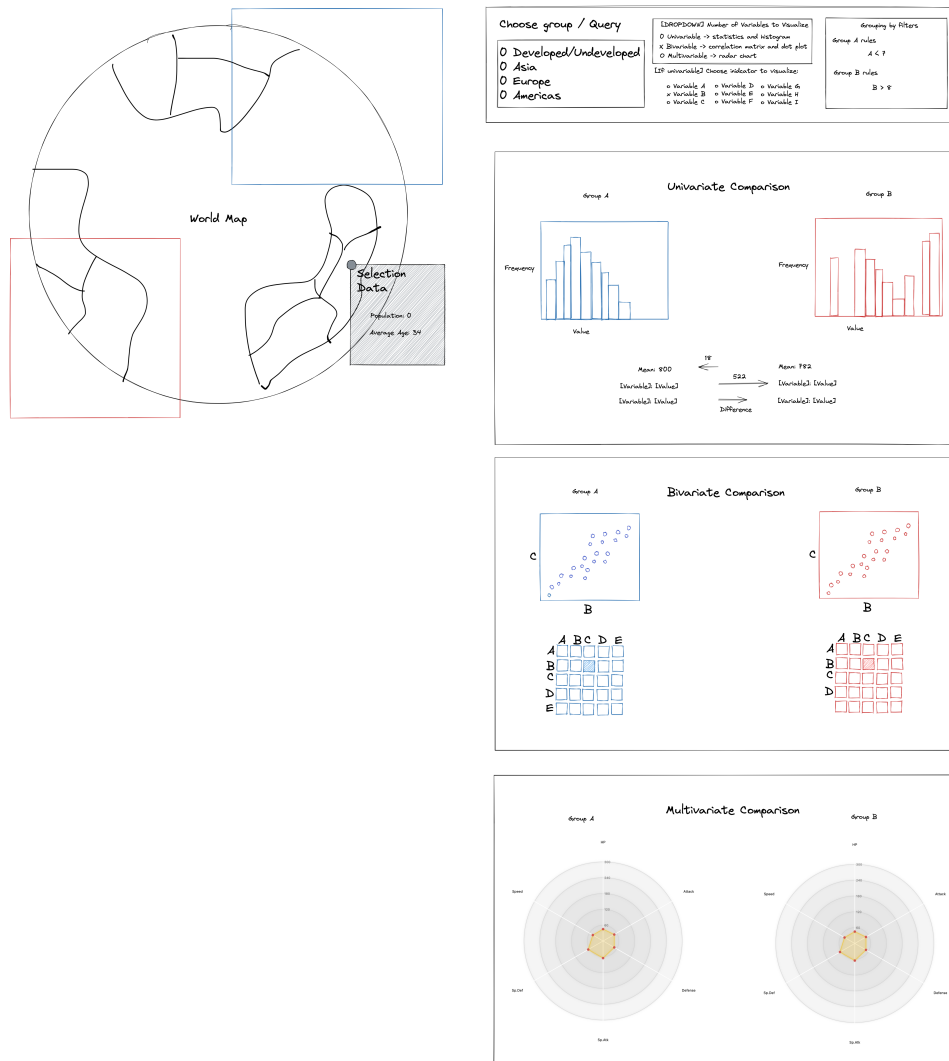 Choose group / Query
O Developed/Undeveloped
O Asia
O Europe
O Americas
[DROPDOWN] Number of Variables to Visualize
O Univariable -> statistics and histogram
x Bivariable -> correlation matrix and dot plot
O Multivariable -> radar chart
[If univariable] Choose inidcator to visualize:
o Variable A o Variable D o Variable G
x Variable B o Variable E o Variable H
o Variable C o Variable F o Variable I
Grouping by Filters
Group A rules
A < 7
Group B rules
B > 8
World Map
Selection
Data
Population: 0
Average Age: 34
Univariate Comparison
Group A
Group B
Frequency
Value
Frequency
Value
Mean: 800
18
Mean: 782
[Variable]: [Value]
522
[Variable]: [Value]
[Variable]: [Value]
[Variable]: [Value]
Difference
Bivariate Comparison
Group A
Group B
C
B
C
B
A B C D E
A
B
C
D
E
A B C D E
A
B
C
D
Multivariate Comparison
Group A
Group B
HP
Attack
Defense
Sp.Atk
Sp.Def
Speed
HP
Attack
Defense
Sp.Atk
Sp.Def
Speed